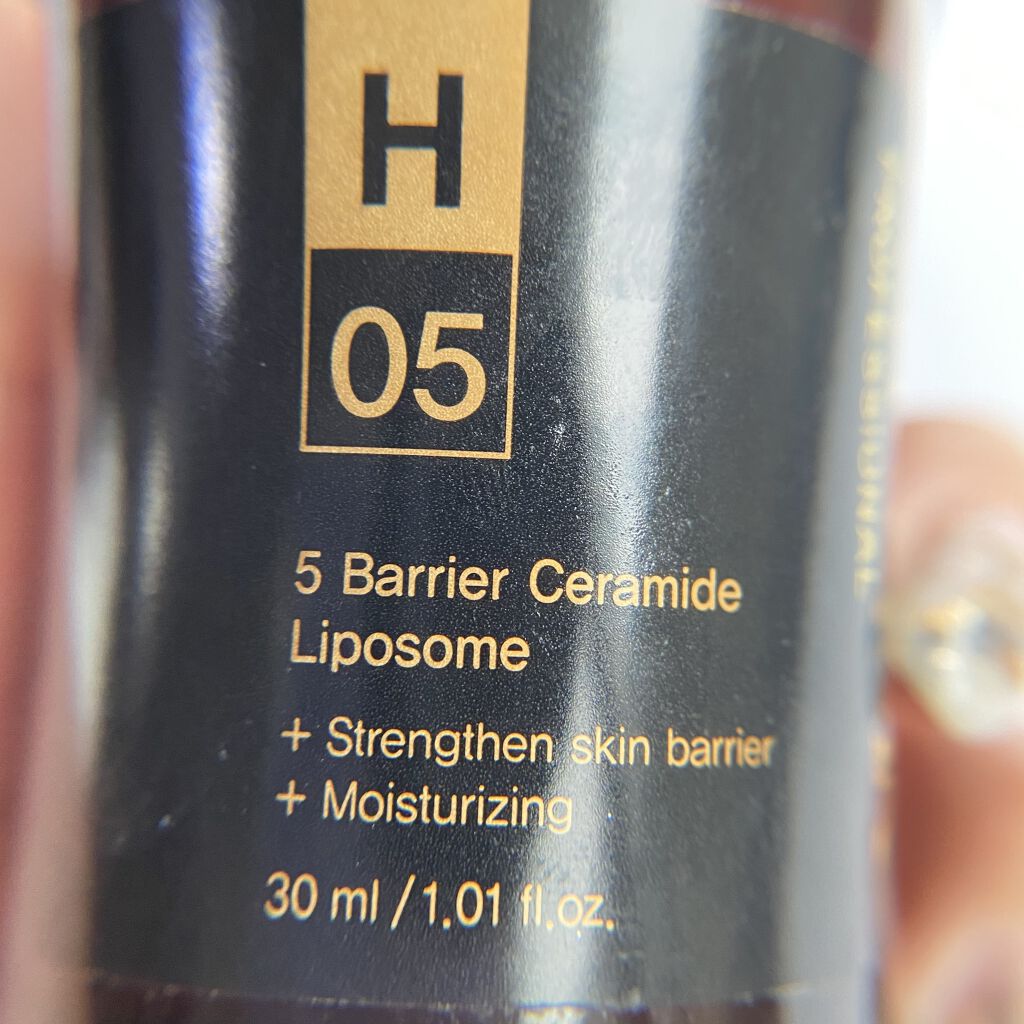 H
05
5 Barrier Ceramide
Liposome
+ Strengthen skin barrier
+ Moisturizing
30 ml / 1.01 fl.oz.